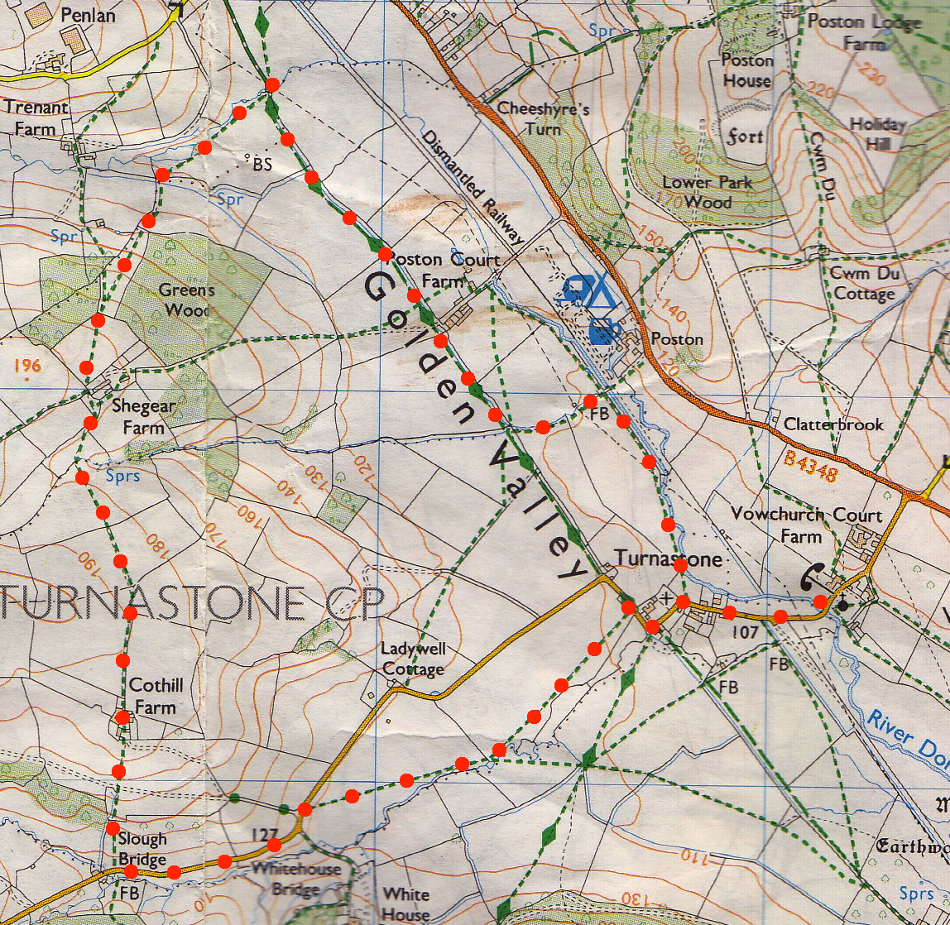 Penlan
Poston Lodge
Farm
Spr
230
Poston
House
220
Trenant
Farm
Cheeshyre's
Turn
fort
Holiday
Hill
Dismantled Railway
200
Cwm Du
BS
Lower Park
Wood
170
Spr
Spr
150
Poston Court
Farm
Cwm Du
Cottage
Greens
Wood
140
Golden Valley
Poston
196
120
Shegear
Farm
FB
Clatterbrook
B4348
Sprs
130
120
140
160
170
180
190
Vowchurch Court
Farm
Turnastone
TURNASTONE CP
107
Ladywell
Cottage
FB
FB
Cothill
Farm
River Dor
127
Slough
Bridge
Whitehouse
Bridge
FB
110
Earthwo
White
House
130
Sprs